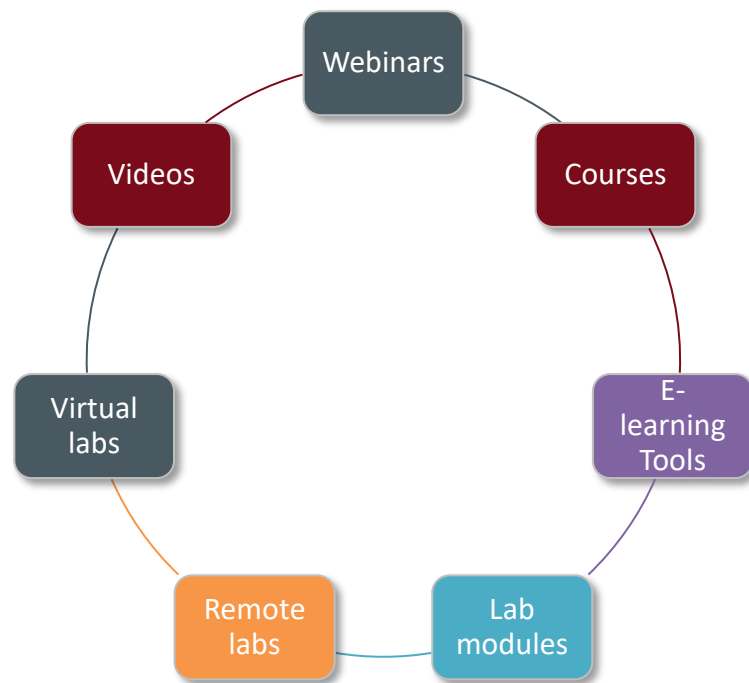 Webinars
Courses
E-
learning
Tools
Lab
modules
Remote
labs
Virtual
labs
Videos